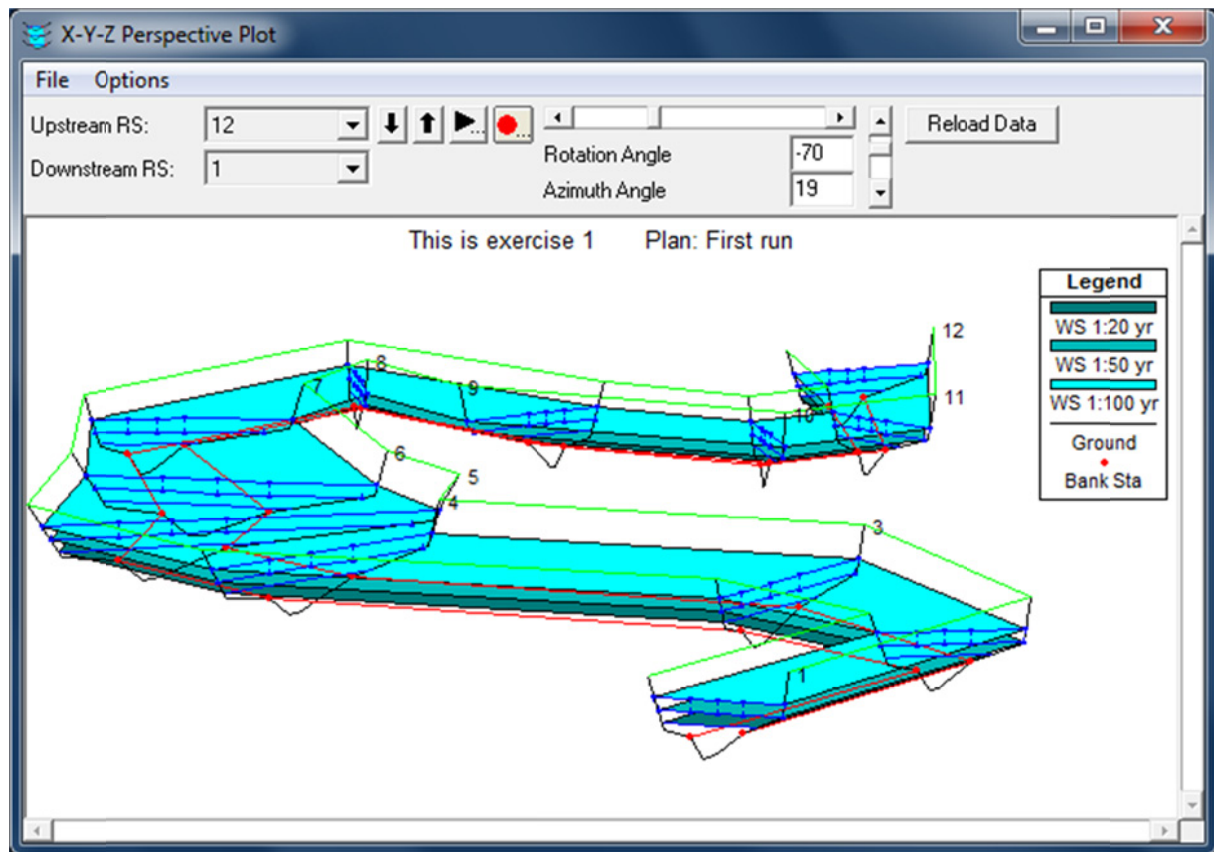 X-Y-Z Perspective Plot
File Options
Upstream RS: 12
Downstream RS: 1
Rotation Angle -70
Azimuth Angle 19
Reload Data
This is exercise 1 Plan: First run
Legend
WS 1:20 yr
WS 1:50 yr
WS 1:100 yr
Ground
Bank Sta
12
11
10
9
8
7
6
5
4
3
1